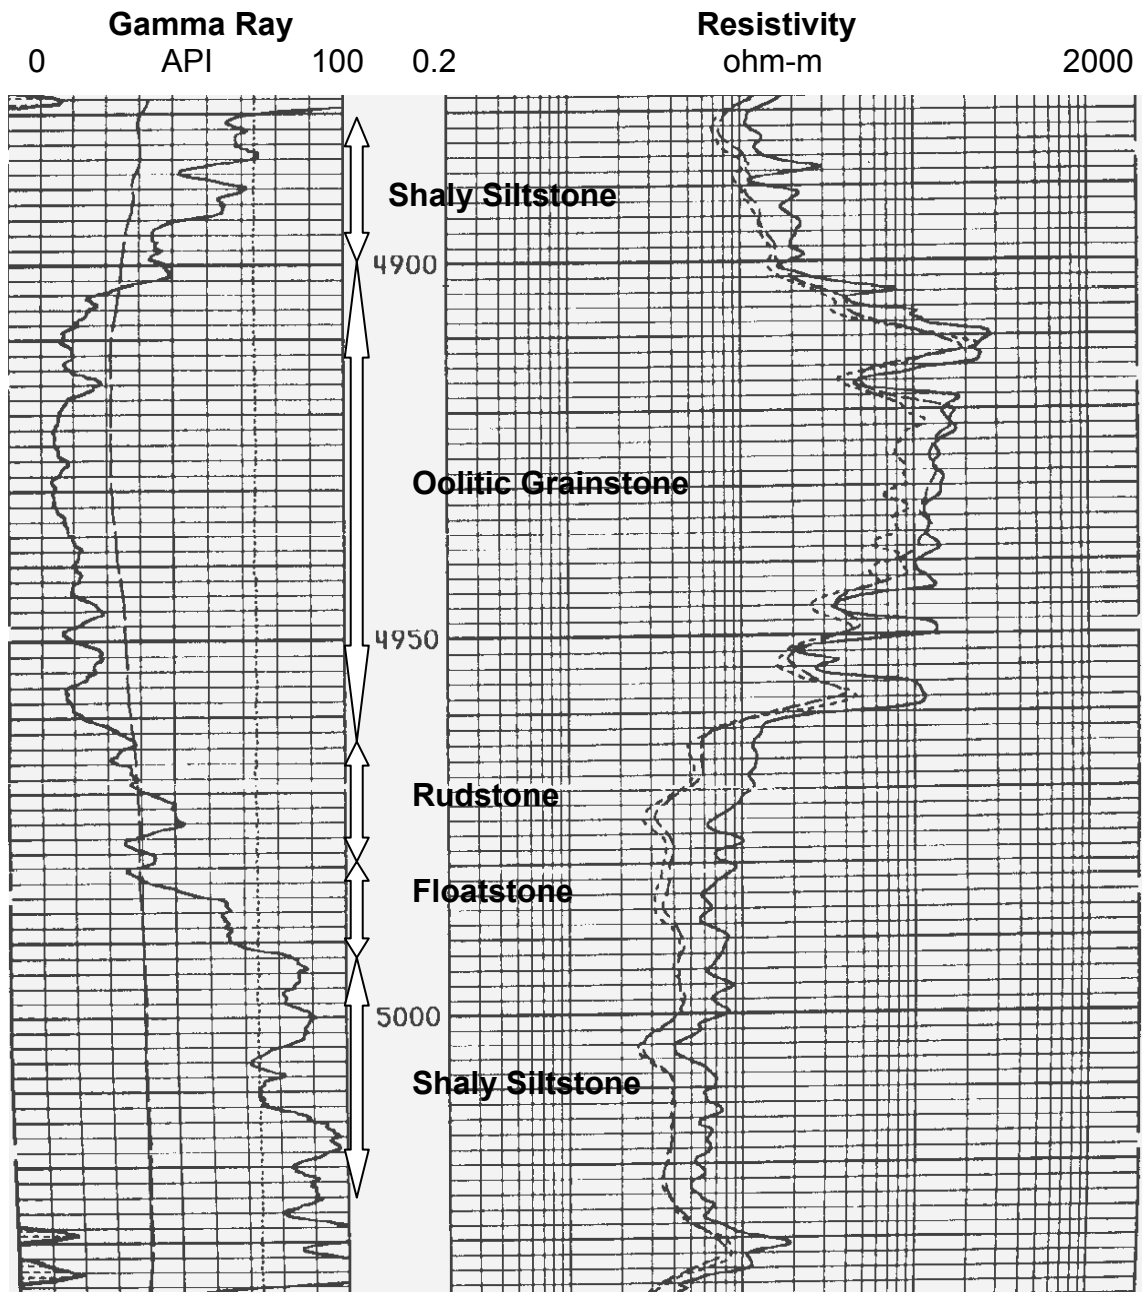 Gamma Ray Resistivity
0 API 100 0.2 ohm-m 2000
Shaly Siltstone
4900
Oolitic Grainstone
4950
Rudstone
Floatstone
5000
Shaly Siltstone